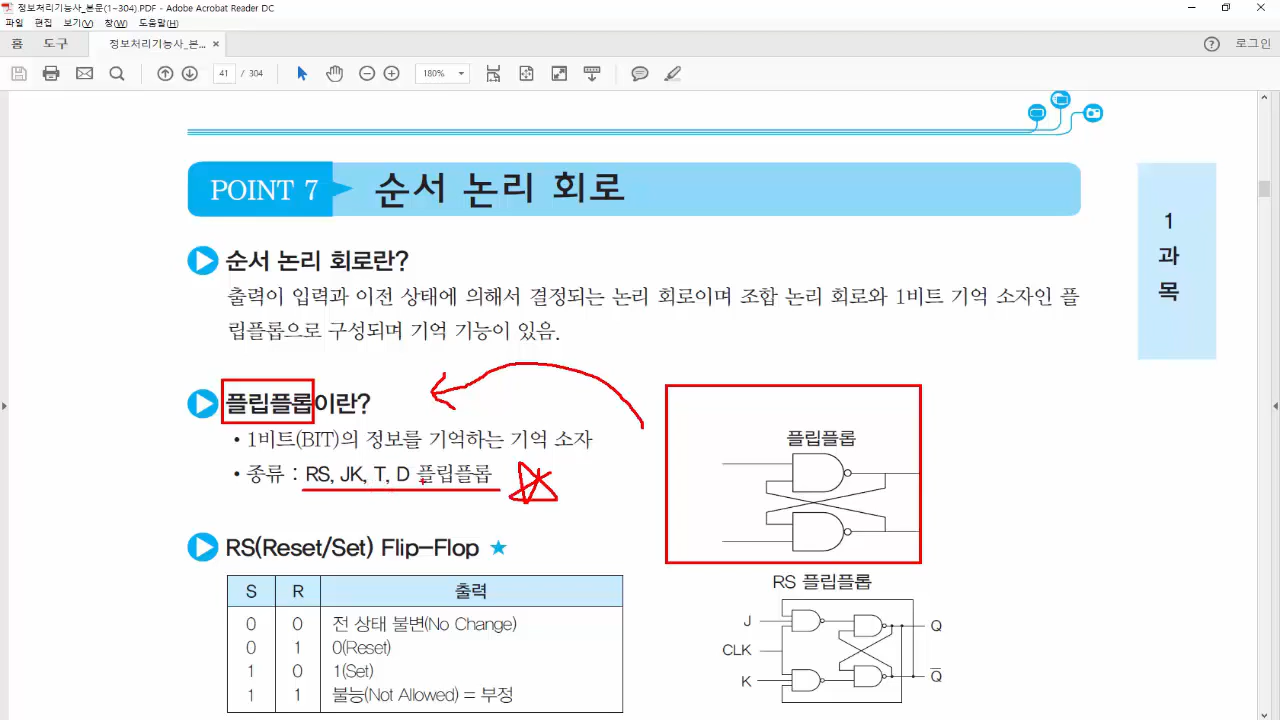 정보처리기능사_본문(1~304).PDF - Adobe Acrobat Reader DC
파일 편집 보기(V) 창(W) 도움말(H)
홈 도구 정보처리기능사_본... × 로그인
41 / 304 180%
POINT 7 순서 논리 회로
1
과
목
순서 논리 회로란?
출력이 입력과 이전 상태에 의해서 결정되는 논리 회로이며 조합 논리 회로와 1비트 기억 소자인 플
립플롭으로 구성되며 기억 기능이 있음.
플립플롭이란?
• 1비트(BIT)의 정보를 기억하는 기억 소자
• 종류 : RS, JK, T, D 플립플롭
플립플롭
RS(Reset/Set) Flip-Flop ★
S R 출력
0 0 전 상태 불변(No Change)
0 1 0(Reset)
1 0 1(Set)
1 1 불능(Not Allowed) = 부정
RS 플립플롭
J
CLK
K
Q
Q̅